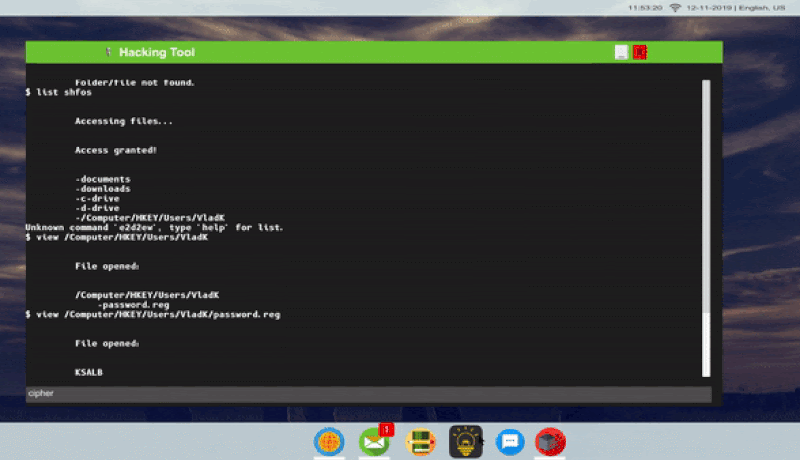 11:53:20 12-11-2019 | English, US
Hacking Tool
Folder/file not found.
$ list shfos
Accessing files...
Access granted!
-documents
-downloads
-c-drive
-d-drive
-/Computer/HKEY/Users/VladK
Unknown command 'e2d2ew', type 'help' for list.
$ view /Computer/HKEY/Users/VladK
File opened:
/Computer/HKEY/Users/VladK
-password.reg
$ view /Computer/HKEY/Users/VladK/password.reg
File opened:
KSALB
cipher